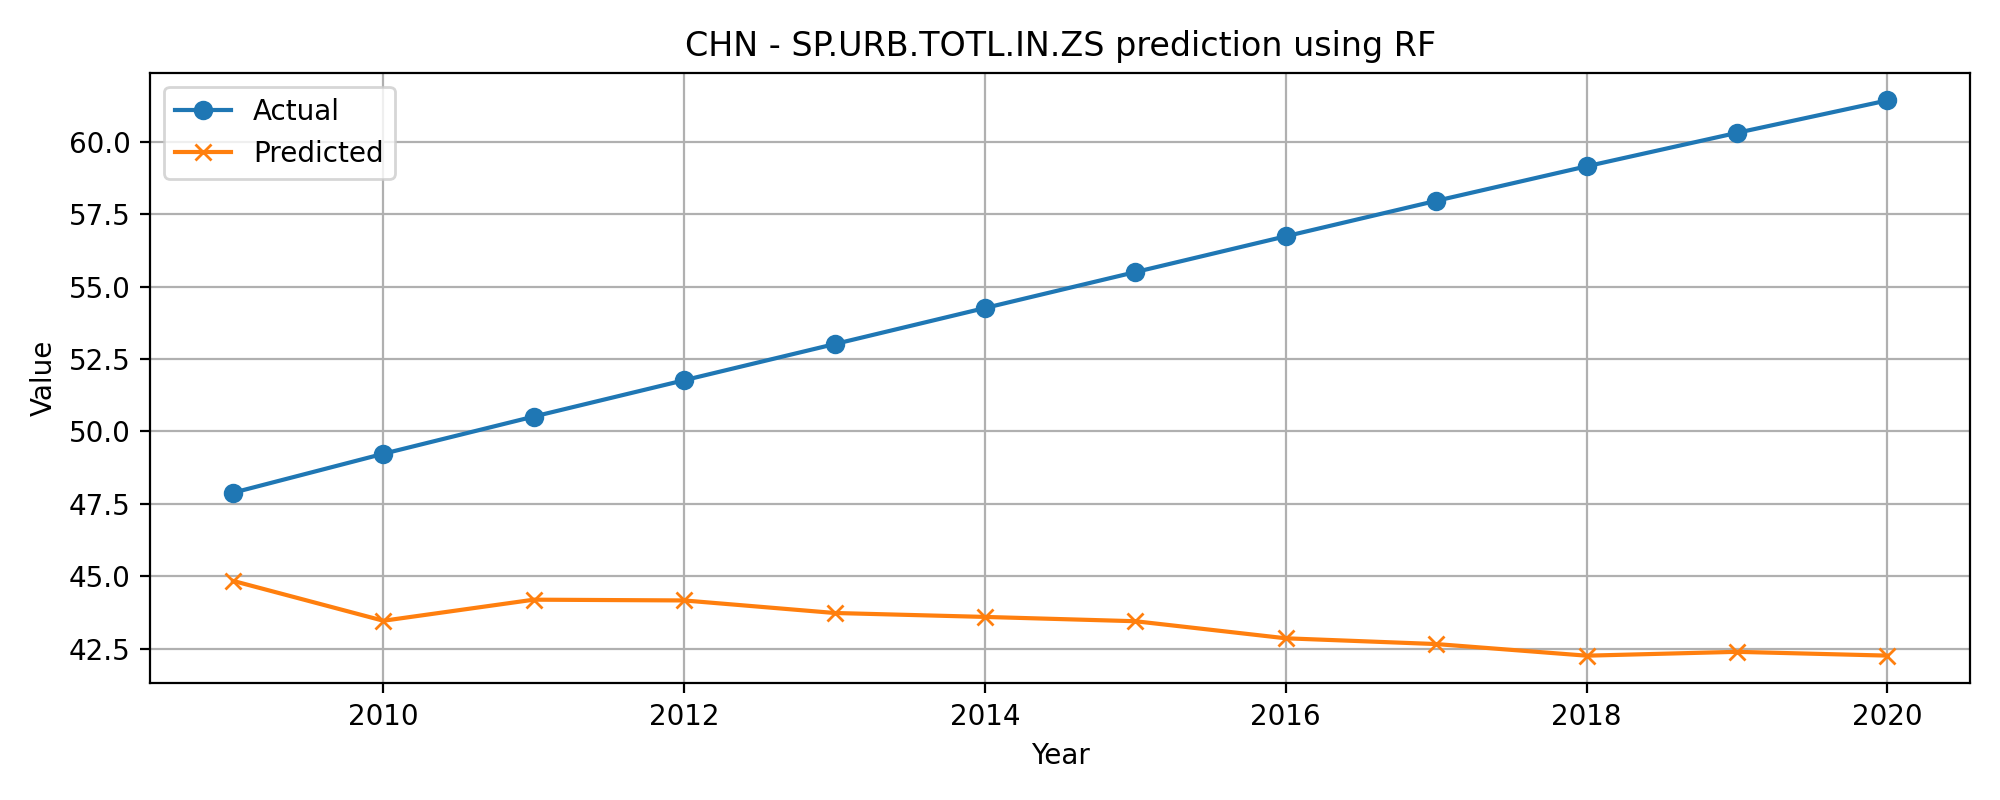 CHN - SP.URB.TOTL.IN.ZS prediction using RF
Actual
Predicted
60.0
57.5
55.0
52.5
50.0
47.5
45.0
42.5
Value
2010 2012 2014 2016 2018 2020
Year